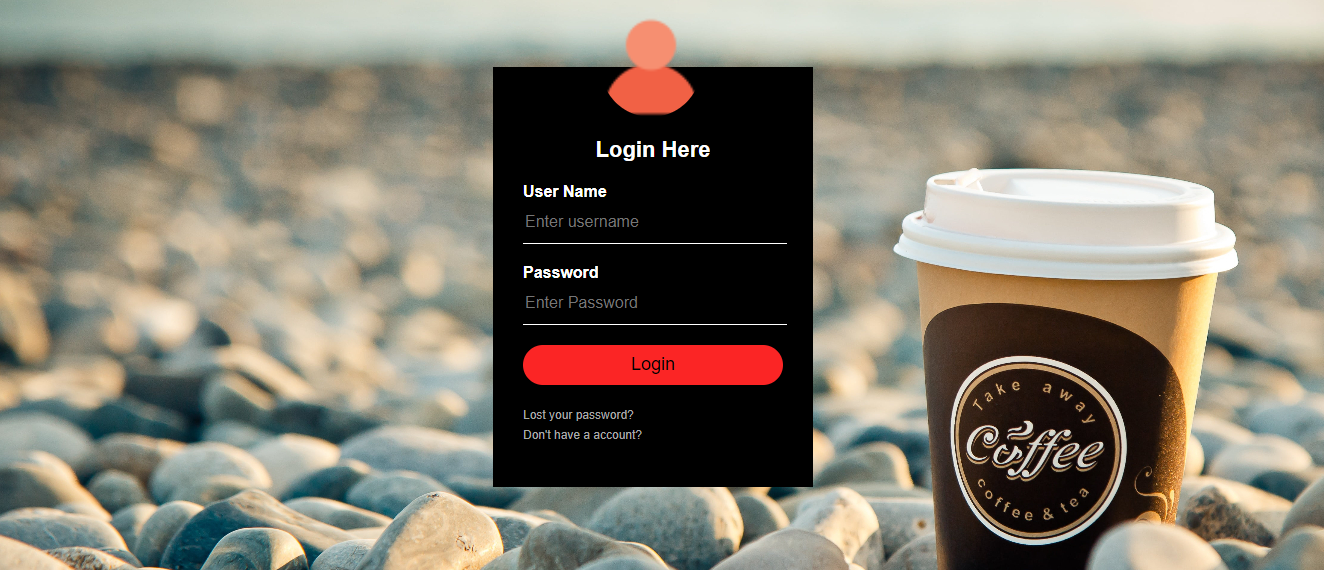 Login Here
User Name
Enter username
Password
Enter Password
Login
Lost your password?
Don't have a account?
Take away
Coffee
coffee & tea